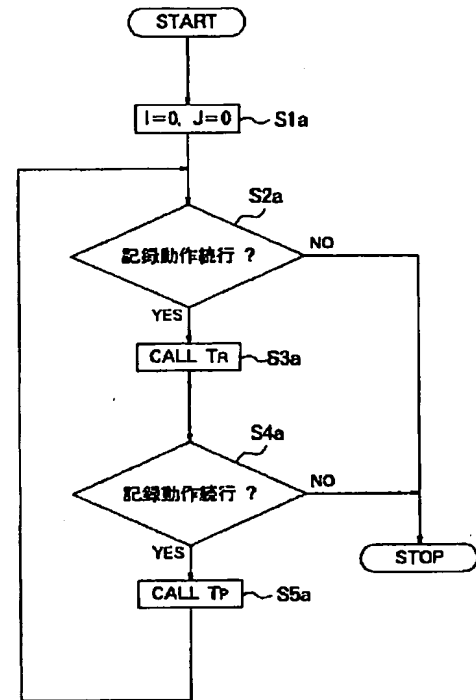 START
I=0, J=0
S1a
S2a
記録動作続行 ?
NO
YES
CALL TR
S3a
S4a
記録動作続行 ?
NO
YES
STOP
CALL TP
S5a